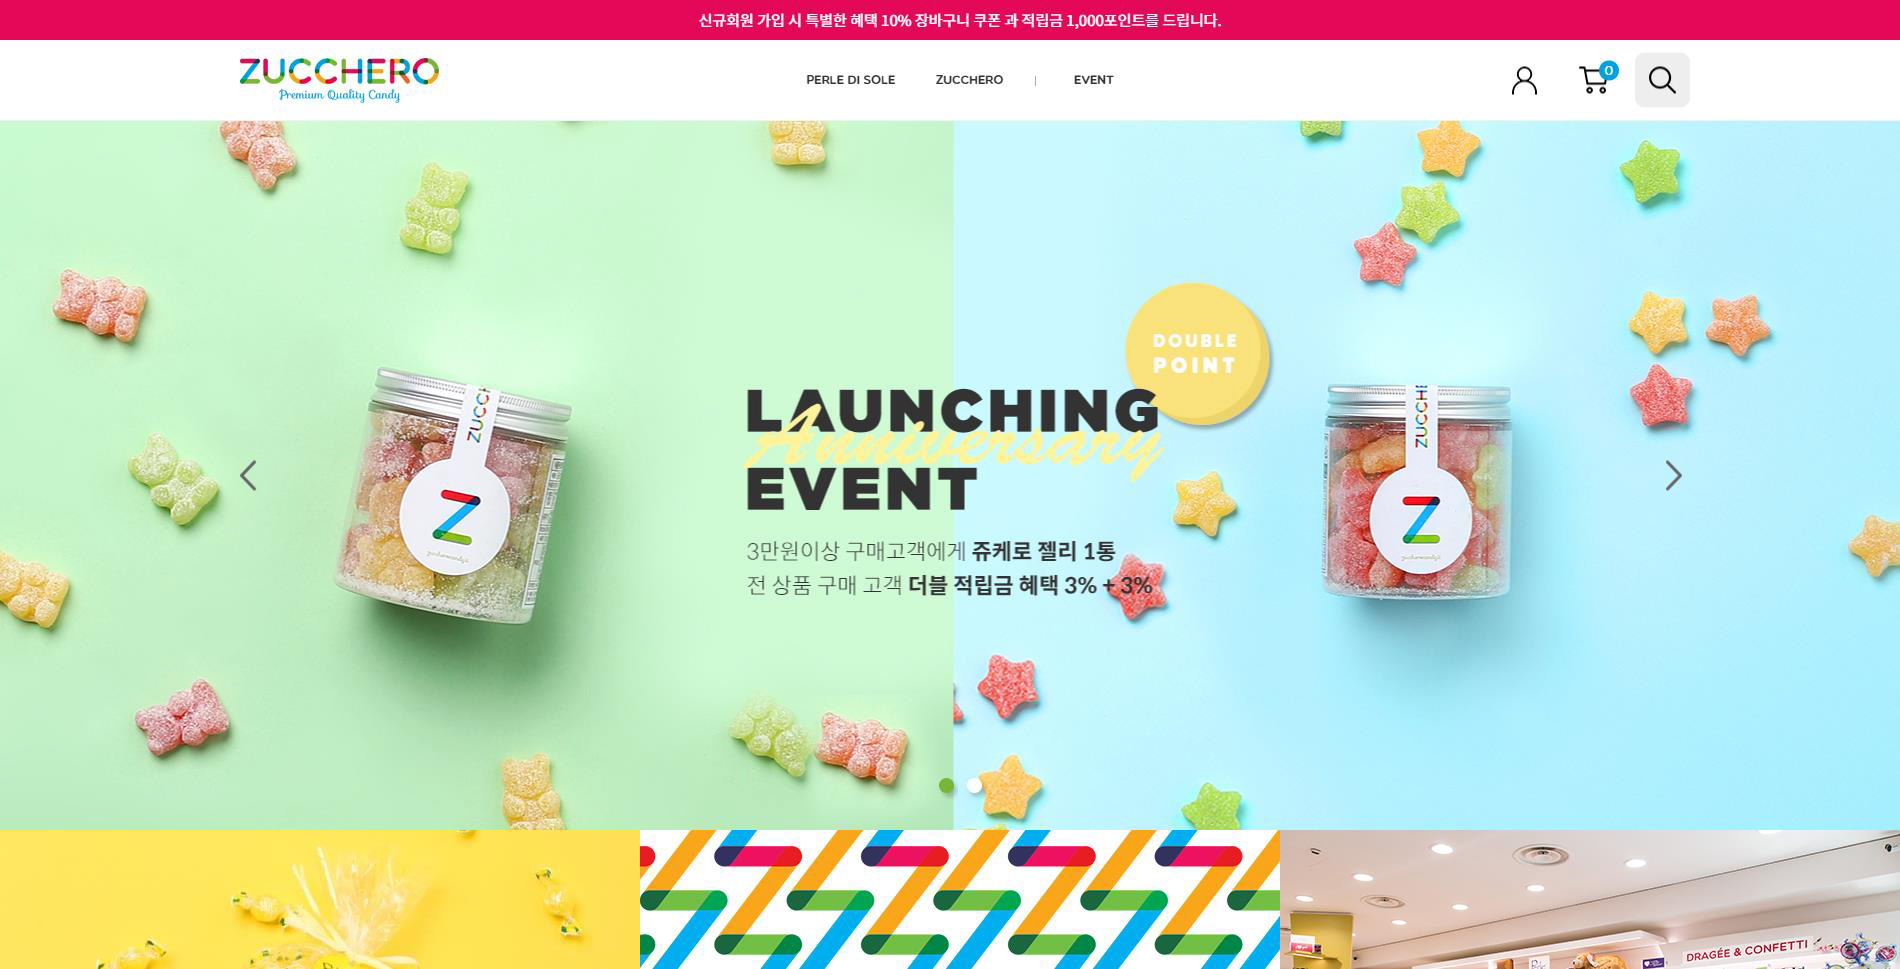 신규회원 가입 시 특별한 혜택 10% 장바구니 쿠폰 과 적립금 1,000포인트를 드립니다.
ZUCCHERO
Premium Quality Candy
PERLE DI SOLE
ZUCCHERO
|
EVENT
0
DOUBLE
POINT
LAUNCHING
Anniversary
EVENT
3만원이상 구매고객에게 쥬케로 젤리 1통
전 상품 구매 고객 더블 적립금 혜택 3% + 3%
ZUCCH
Z
ZUCCHE
Z
DRAGÉE & CONFETTI